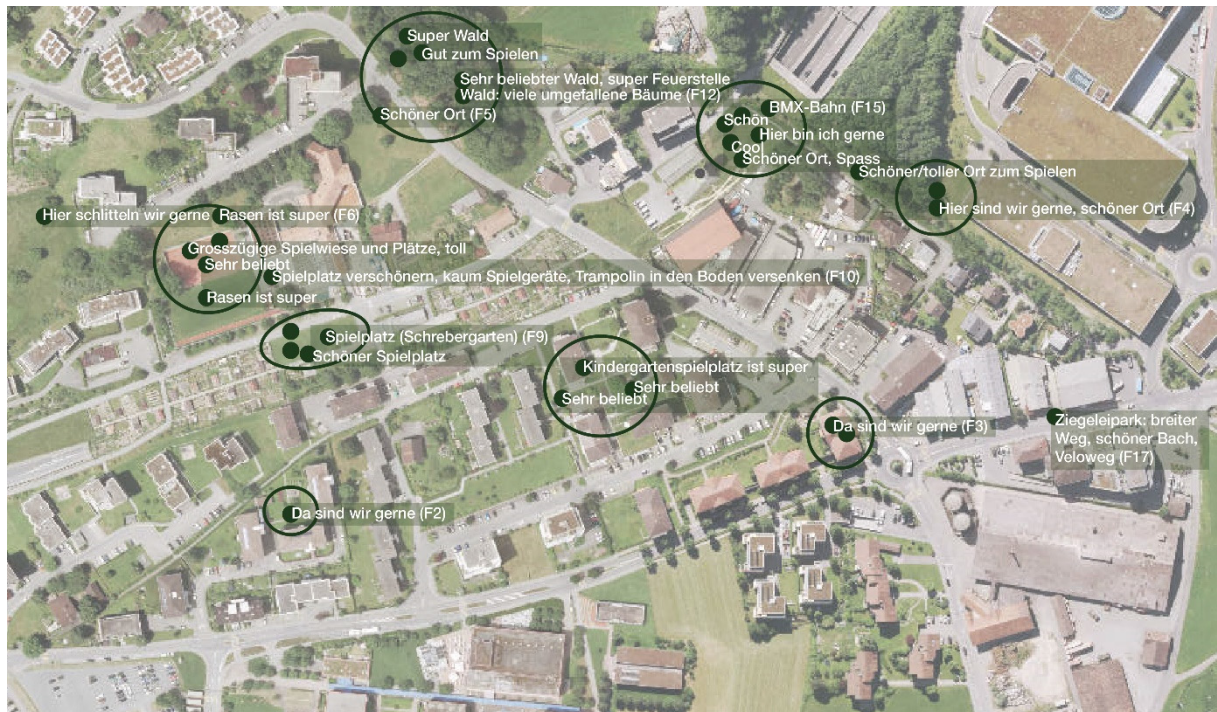 Super Wald
Gut zum Spielen
Sehr beliebter Wald, super Feuerstelle
Wald: viele umgefallene Bäume (F12)
Schöner Ort (F5)
BMX-Bahn (F15)
Schön
Hier bin ich gerne
Cool
Schöner Ort, Spass
Schöner/toller Ort zum Spielen
Hier sind wir gerne, schöner Ort (F4)
Hier schlitteln wir gerne
Rasen ist super (F6)
Grosszügige Spielwiese und Plätze, toll
Sehr beliebt
Spielplatz verschönern, kaum Spielgeräte, Trampolin in den Boden versenken (F10)
Rasen ist super
Spielplatz (Schrebergarten) (F9)
Schöner Spielplatz
Kindergartenspielplatz ist super
Sehr beliebt
Sehr beliebt
Da sind wir gerne (F3)
Ziegeleipark: breiter
Weg, schöner Bach,
Veloweg (F17)
Da sind wir gerne (F2)